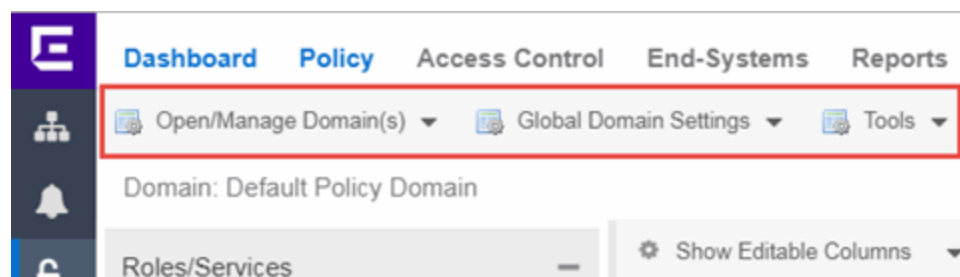 E
Dashboard Policy Access Control End-Systems Reports
Open/Manage Domain(s) Global Domain Settings Tools
Domain: Default Policy Domain
Show Editable Columns
Roles/Services